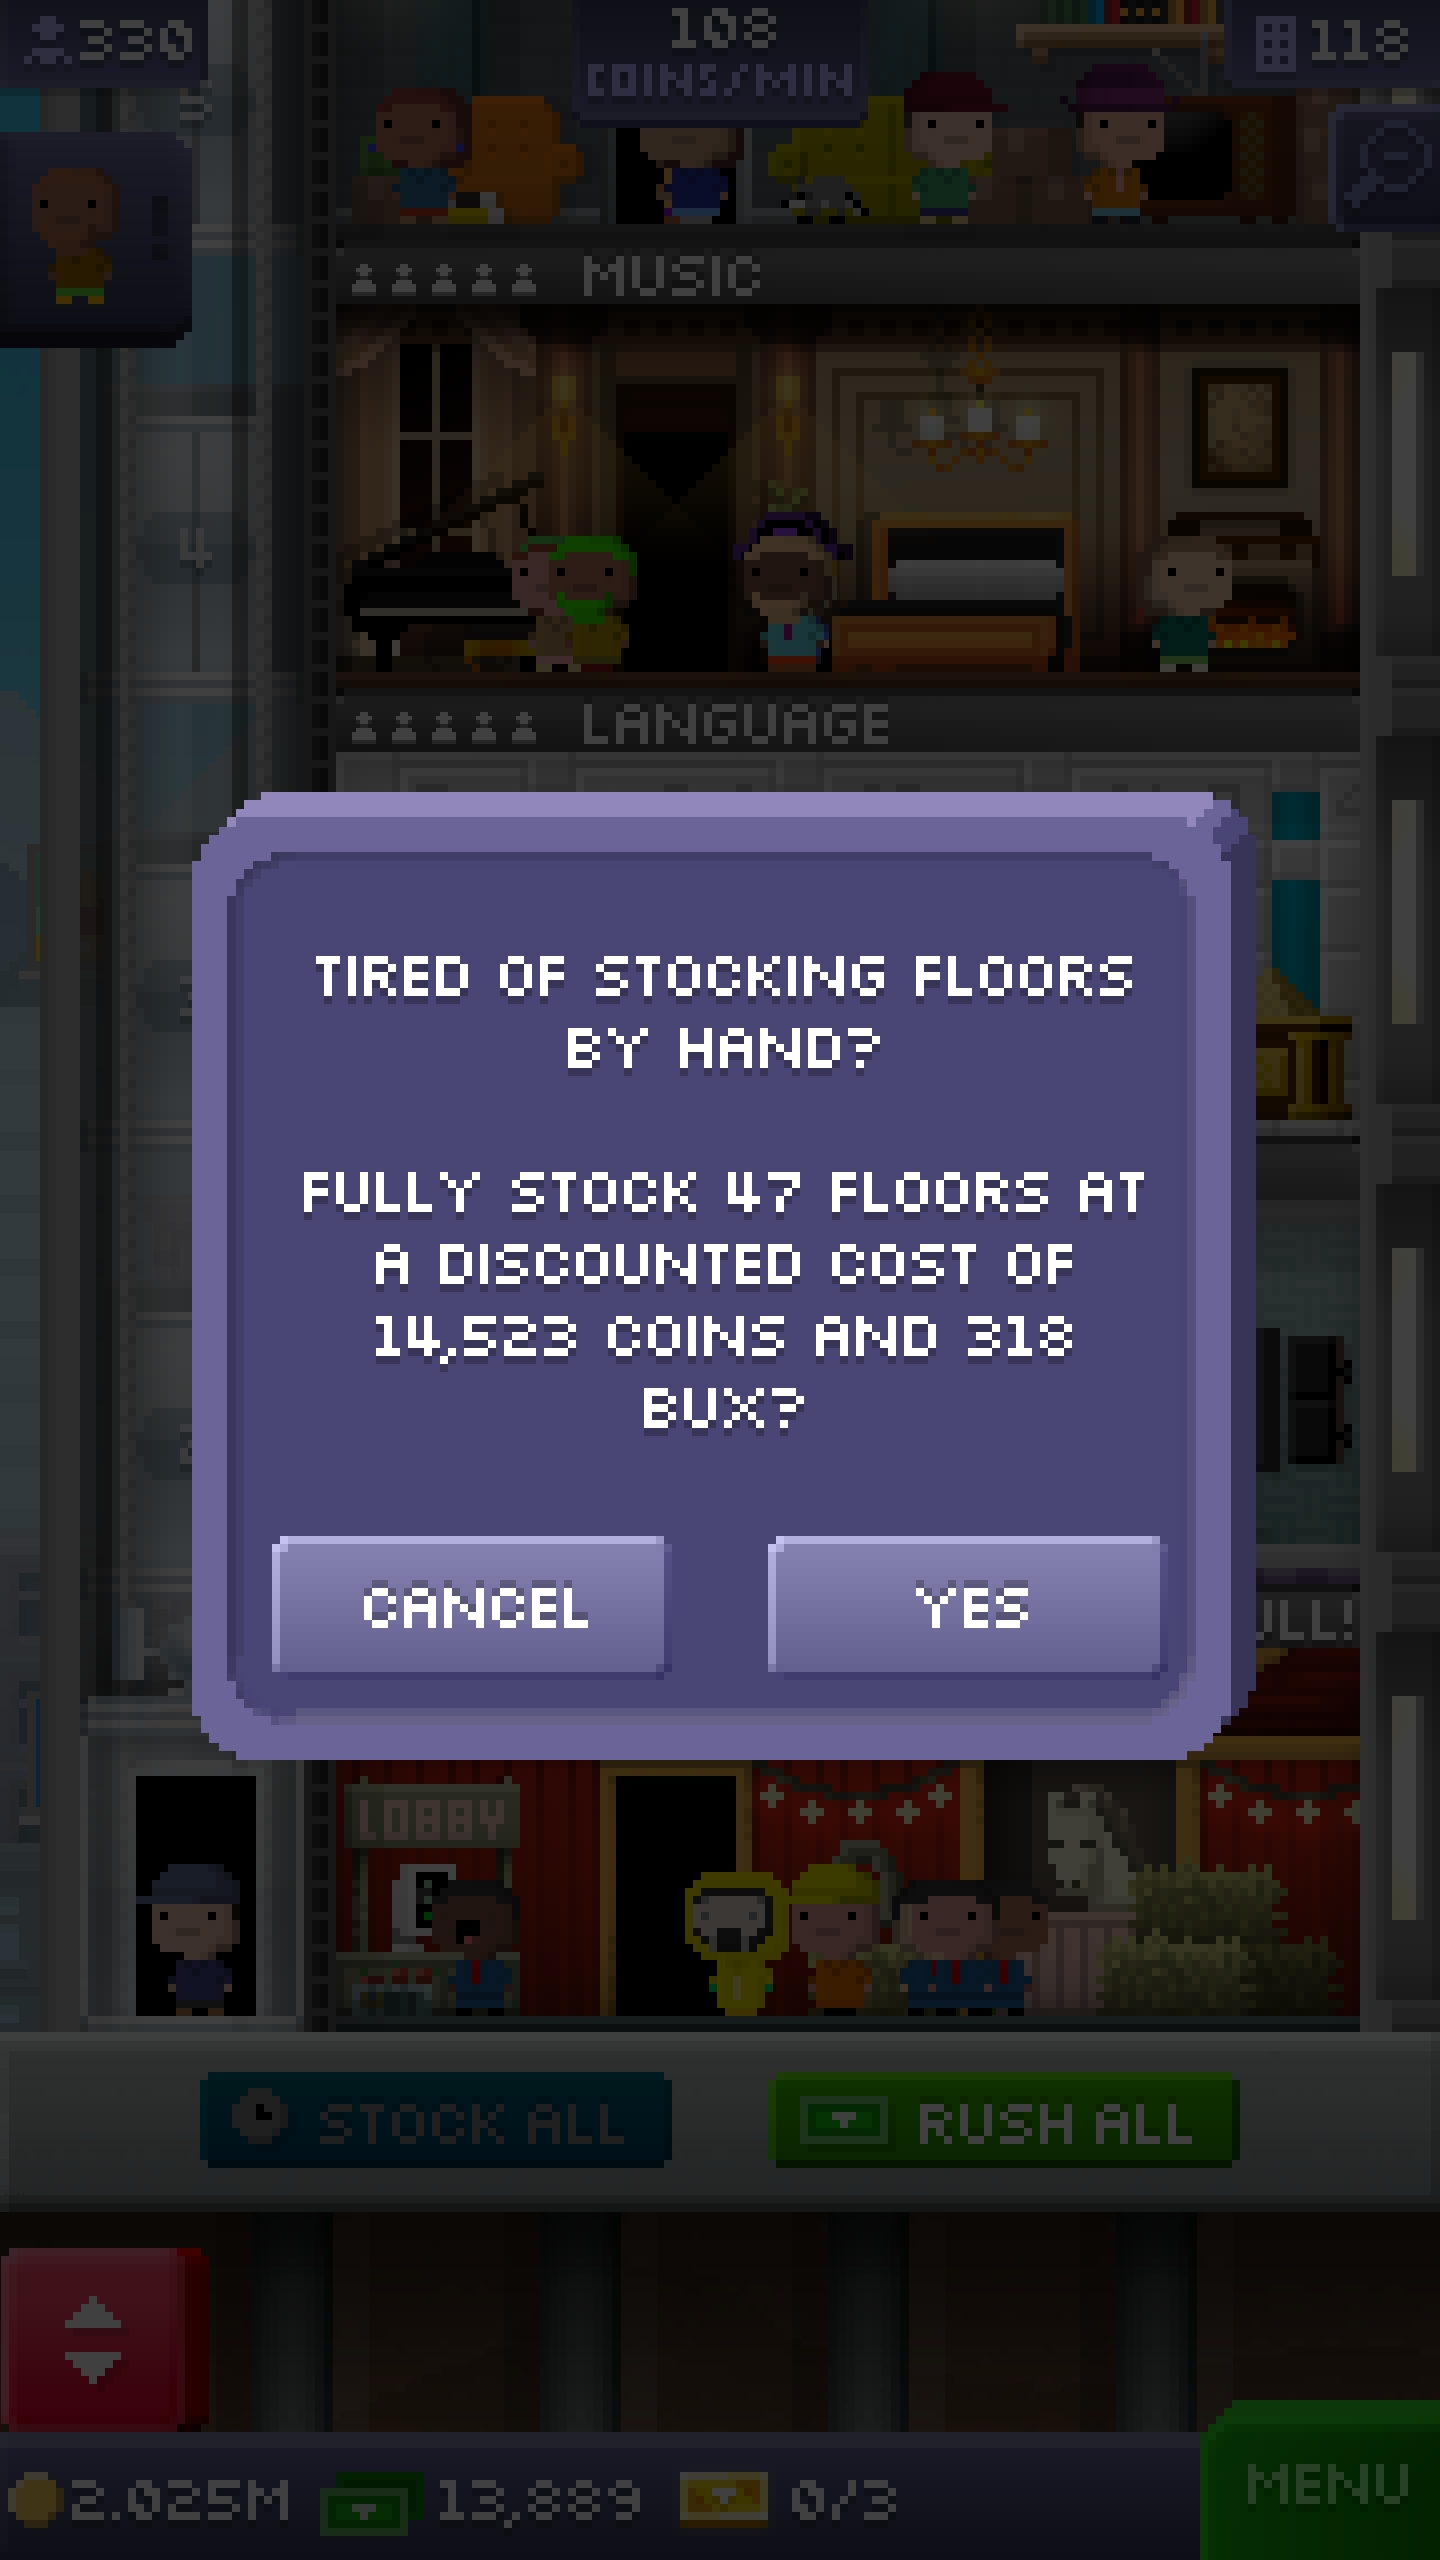 330
108
COINS/MIN
118
MUSIC
4
LANGUAGE
TIRED OF STOCKING FLOORS
BY HAND?
FULLY STOCK 47 FLOORS AT
A DISCOUNTED COST OF
14,523 COINS AND 318
BUX?
CANCEL
YES
LOBBY
STOCK ALL
RUSH ALL
2.025M
13,889
0/3
MENU